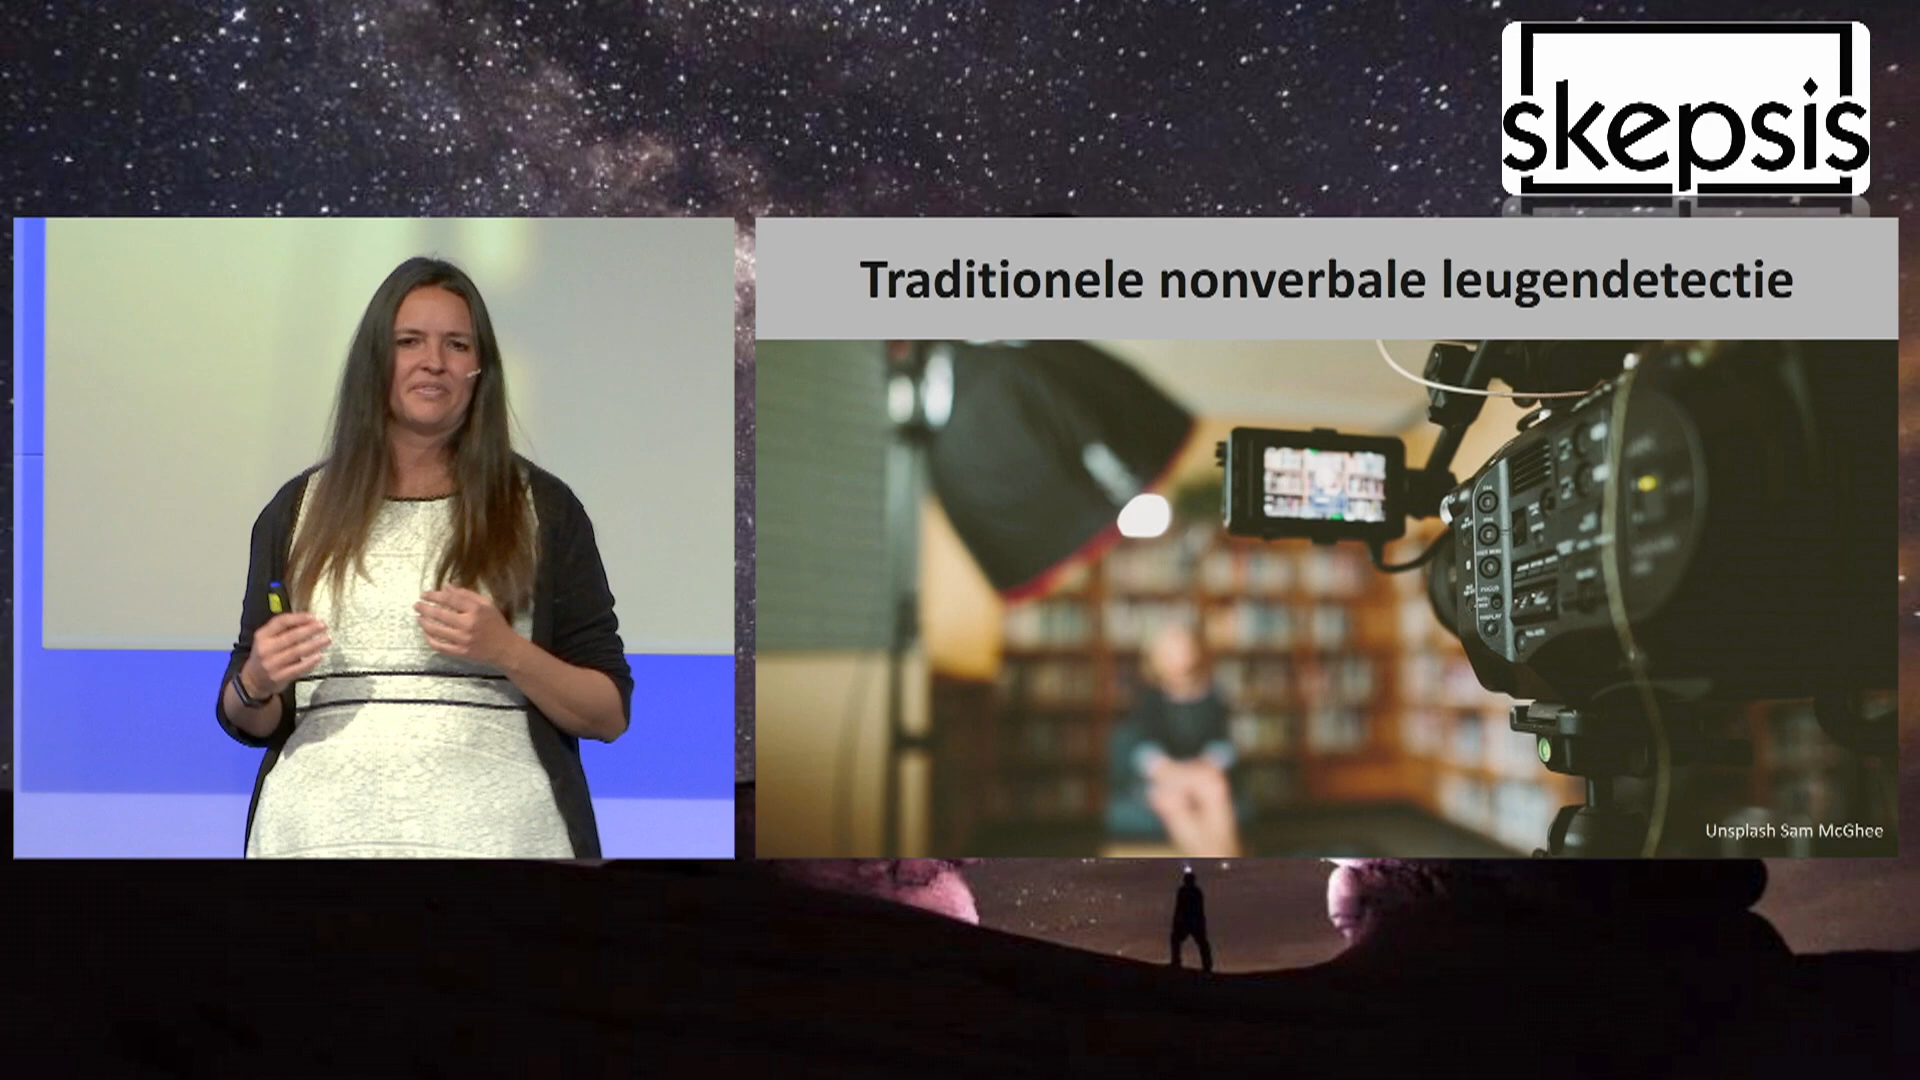 skepsis
Traditionele nonverbale leugendetectie
Unsplash Sam McGhee